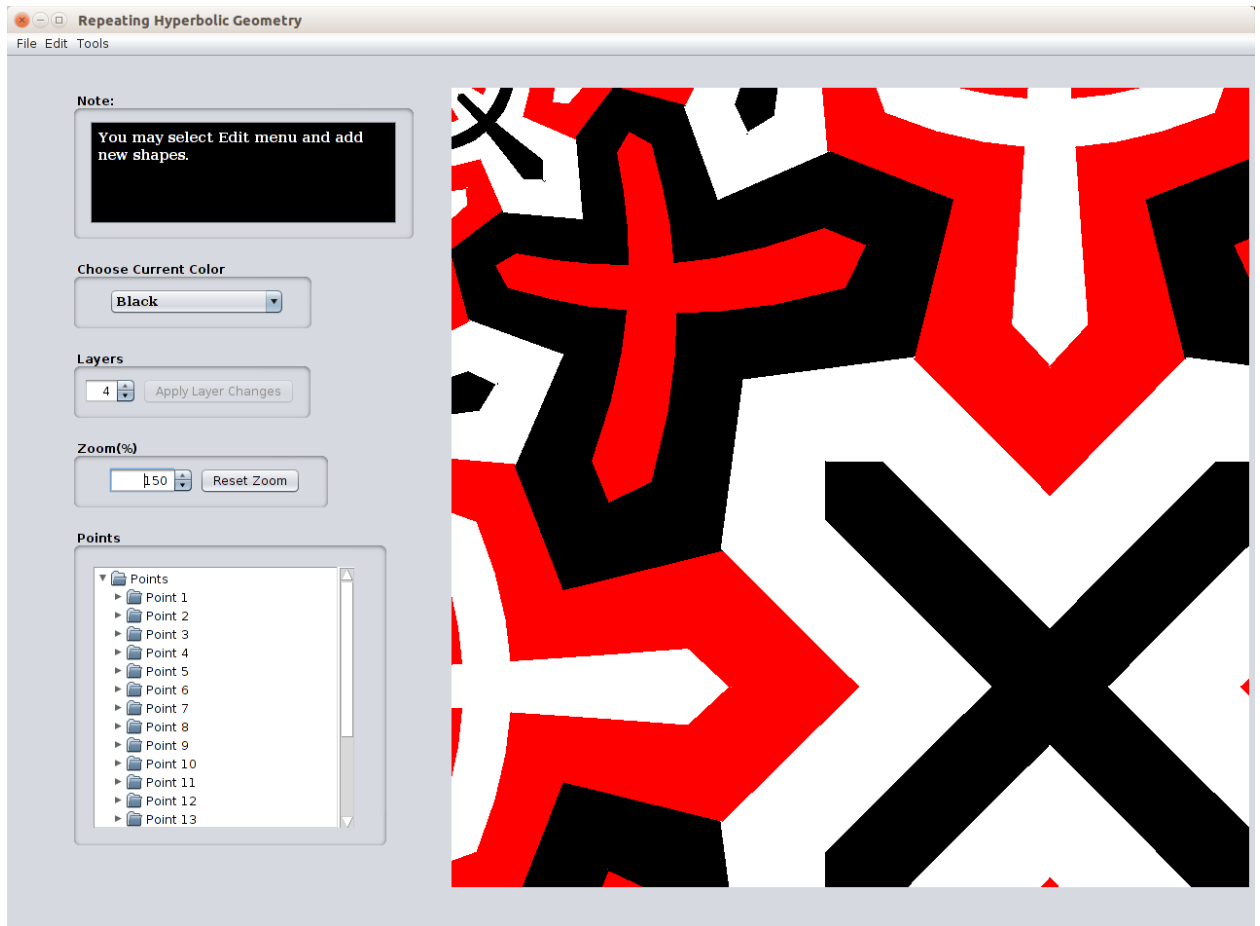 Repeating Hyperbolic Geometry
File Edit Tools
Note:
You may select Edit menu and add
new shapes.
Choose Current Color
Black
Layers
4 Apply Layer Changes
Zoom(%)
150 Reset Zoom
Points
Points
Point 1
Point 2
Point 3
Point 4
Point 5
Point 6
Point 7
Point 8
Point 9
Point 10
Point 11
Point 12
Point 13